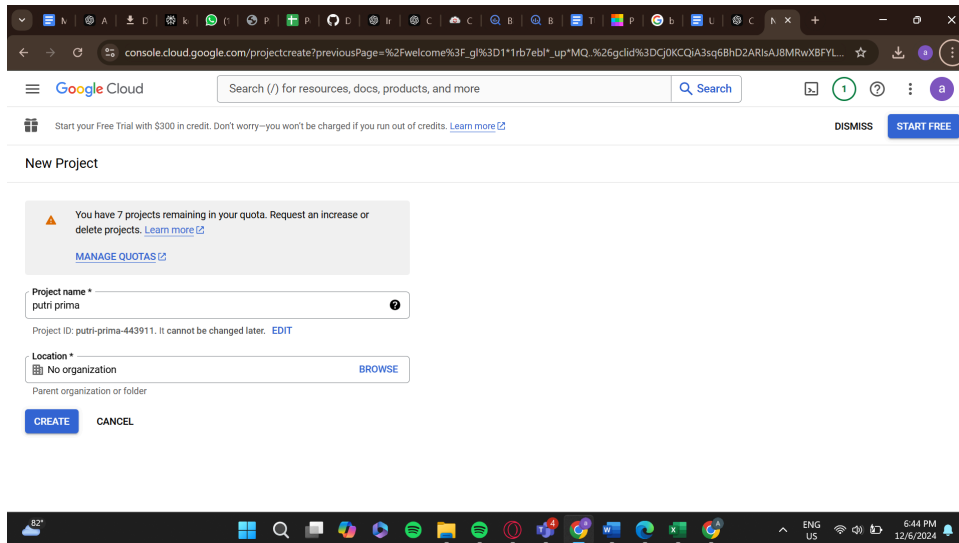 N
A
D
k
(
P
P
D
Ir
C
C
B
B
T
P
b
U
C
N
console.cloud.google.com/projectcreate?previousPage=%2Fwelcome%3F_gl%3D1*1rb7ebl*_up*MQ..%26gclid%3DCj0KCQiA3sq6BhD2ARIsAJ8MRwXBFYL...
a
Google Cloud
Search (/) for resources, docs, products, and more
Search
1
a
Start your Free Trial with $300 in credit. Don't worry—you won't be charged if you run out of credits. Learn more
DISMISS
START FREE
New Project
You have 7 projects remaining in your quota. Request an increase or
delete projects. Learn more
MANAGE QUOTAS
Project name *
putri prima
Project ID: putri-prima-443911. It cannot be changed later. EDIT
Location *
No organization
BROWSE
Parent organization or folder
CREATE
CANCEL
82°
4
ENG
US
6:44 PM
12/6/2024